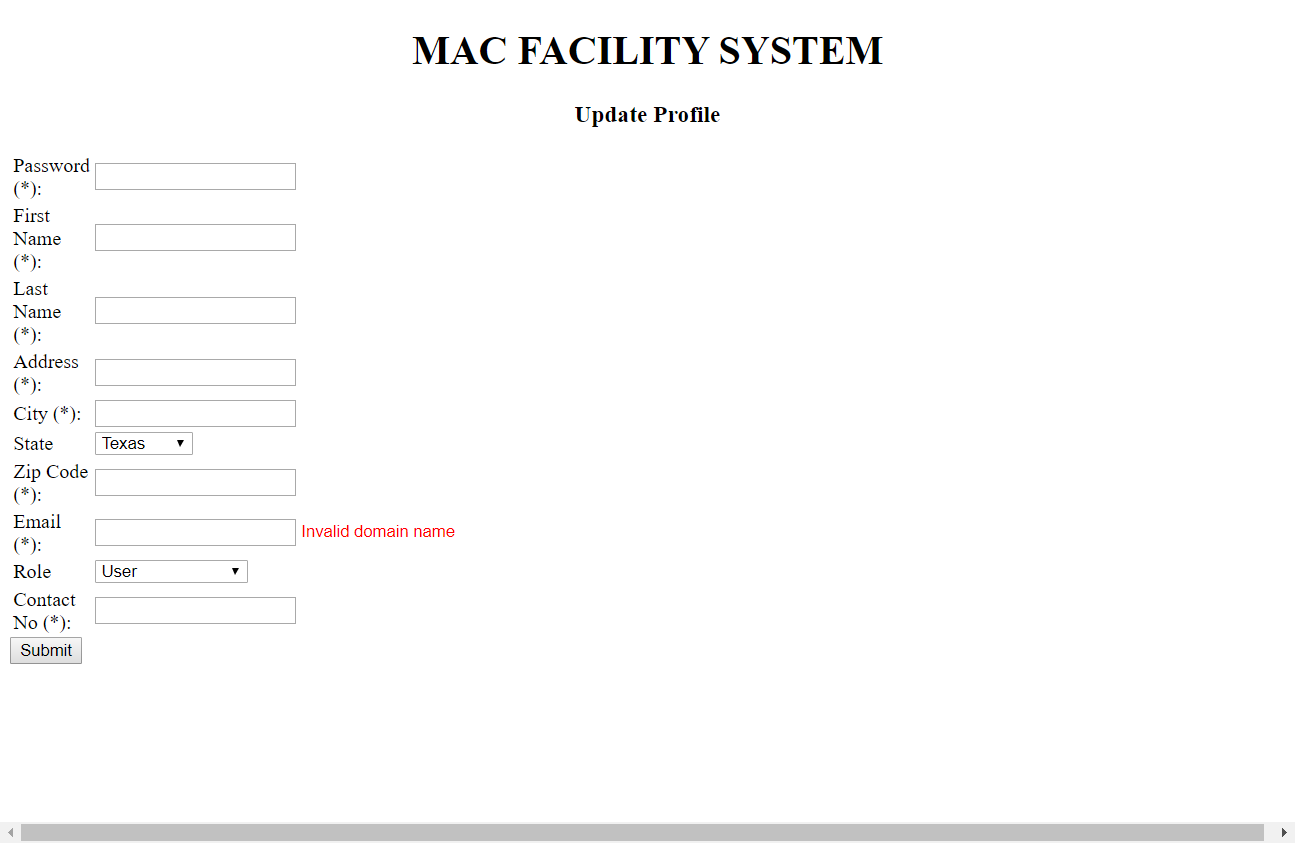 MAC FACILITY SYSTEM
Update Profile
Password
(*):
First
Name
(*):
Last
Name
(*):
Address
(*):
City (*):
State Texas
Zip Code
(*):
Email
(*):
Invalid domain name
Role User
Contact
No (*):
Submit